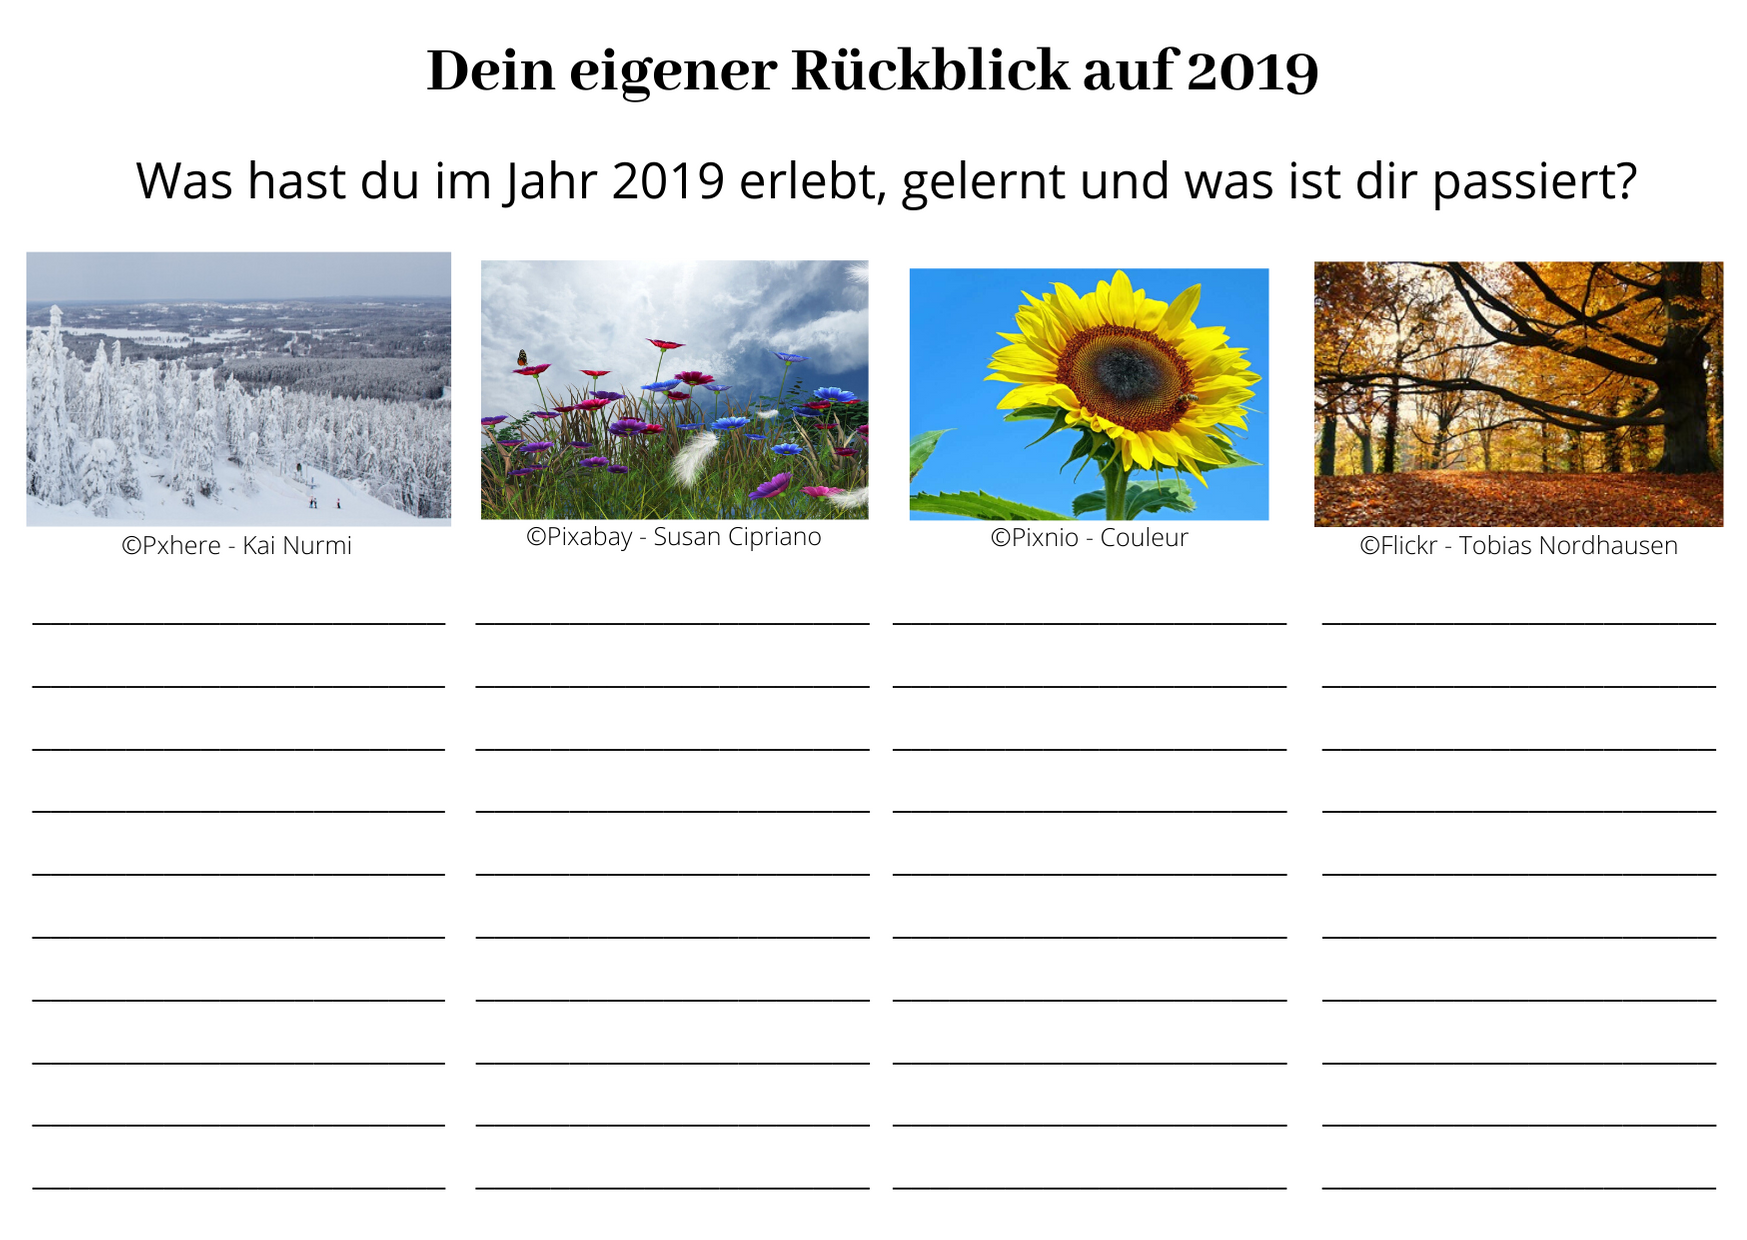 Dein eigener Rückblick auf 2019
Was hast du im Jahr 2019 erlebt, gelernt und was ist dir passiert?
©Pxhere - Kai Nurmi
©Pixabay - Susan Cipriano
©Pixnio - Couleur
©Flickr - Tobias Nordhausen